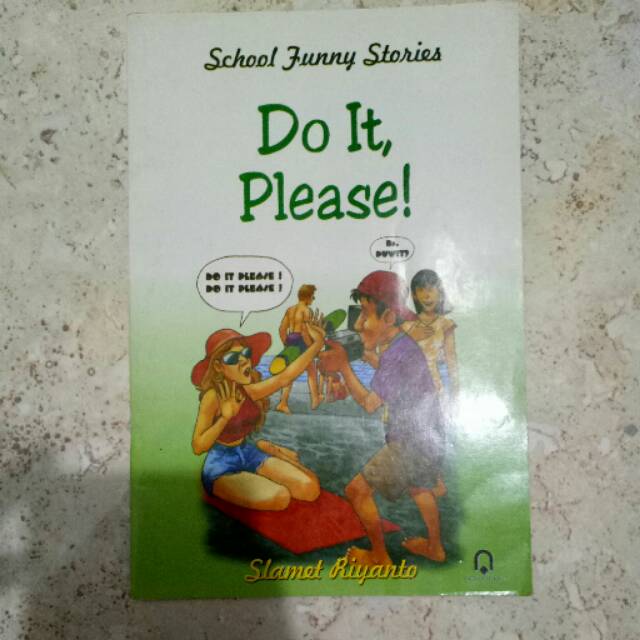 School Funny Stories
Do It,
Please!
DO IT PLEASE !
DO IT PLEASE !
Slamet Riyanto